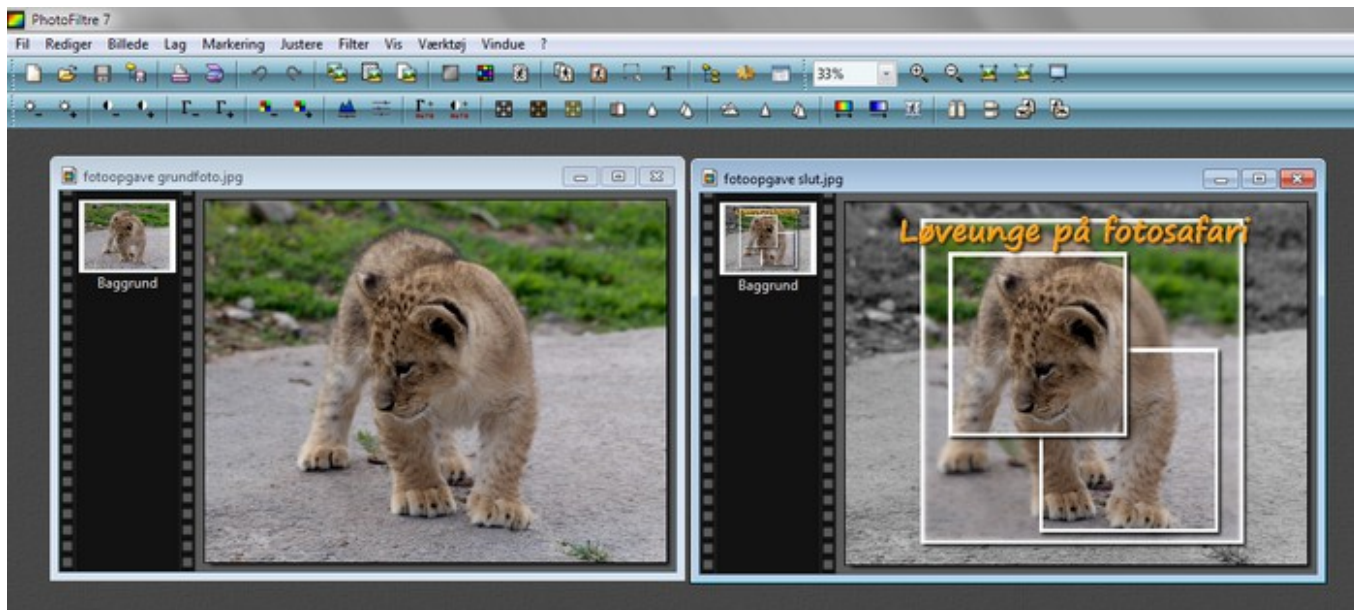 PhotoFiltre 7
Fil Rediger Billede Lag Markering Justere Filter Vis Værktøj Vindue ?
T 33%
fotoopgave grundfoto.jpg
Baggrund
fotoopgave slut.jpg
Baggrund
Løveunge på fotosafari